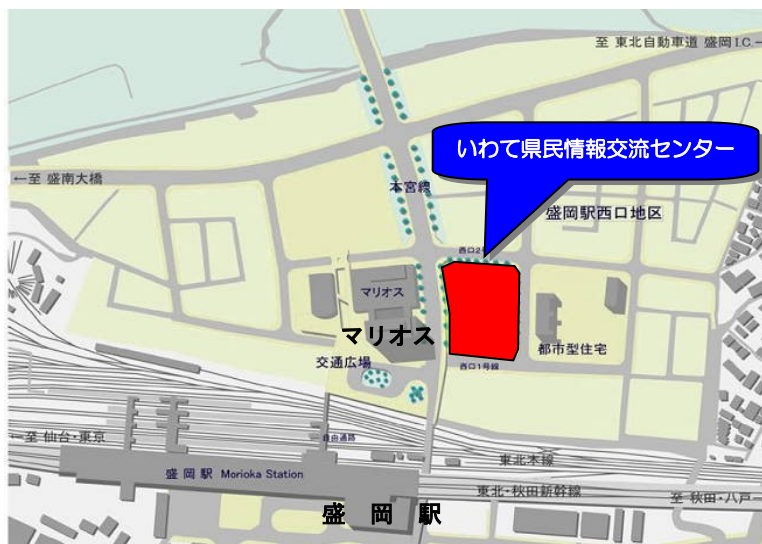 至 東北自動車道 盛岡I.C.→
いわて県民情報交流センター
←至 盛南大橋
本宮線
盛岡駅西口地区
西口2号
マリオス
マリオス
都市型住宅
交通広場
西口1号線
←至 仙台・東京
自由通路
東北本線
盛岡駅 Morioka Station
東北・秋田新幹線
至 秋田・八戸→
盛 岡 駅